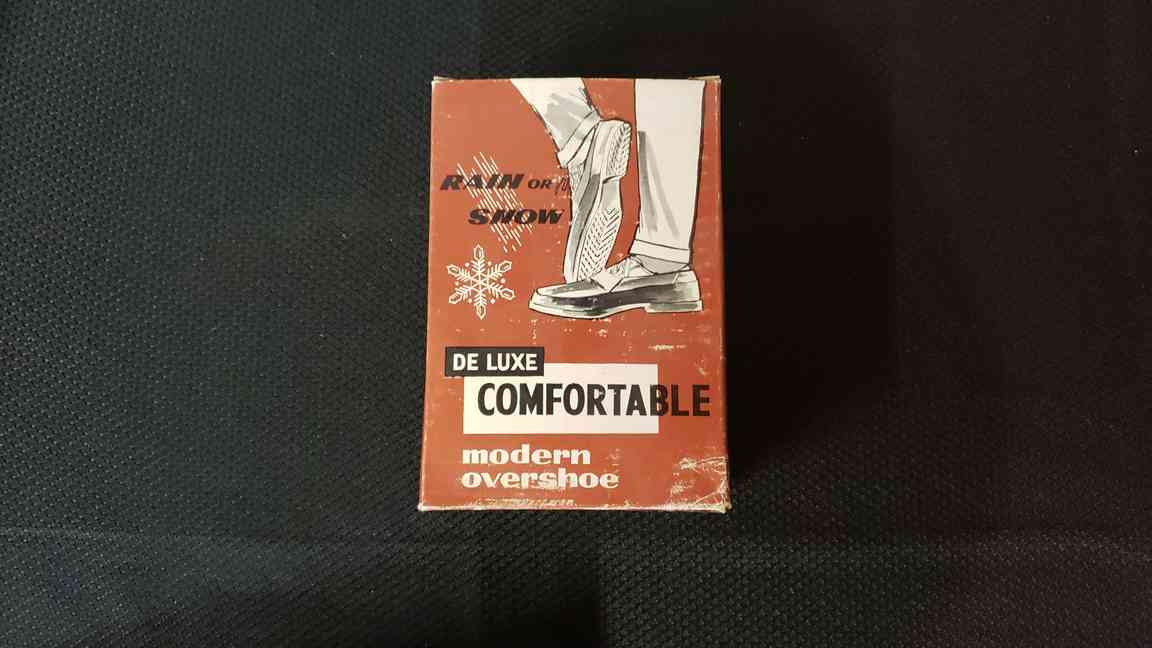 RAIN OR
SNOW
DE LUXE
COMFORTABLE
modern
overshoe